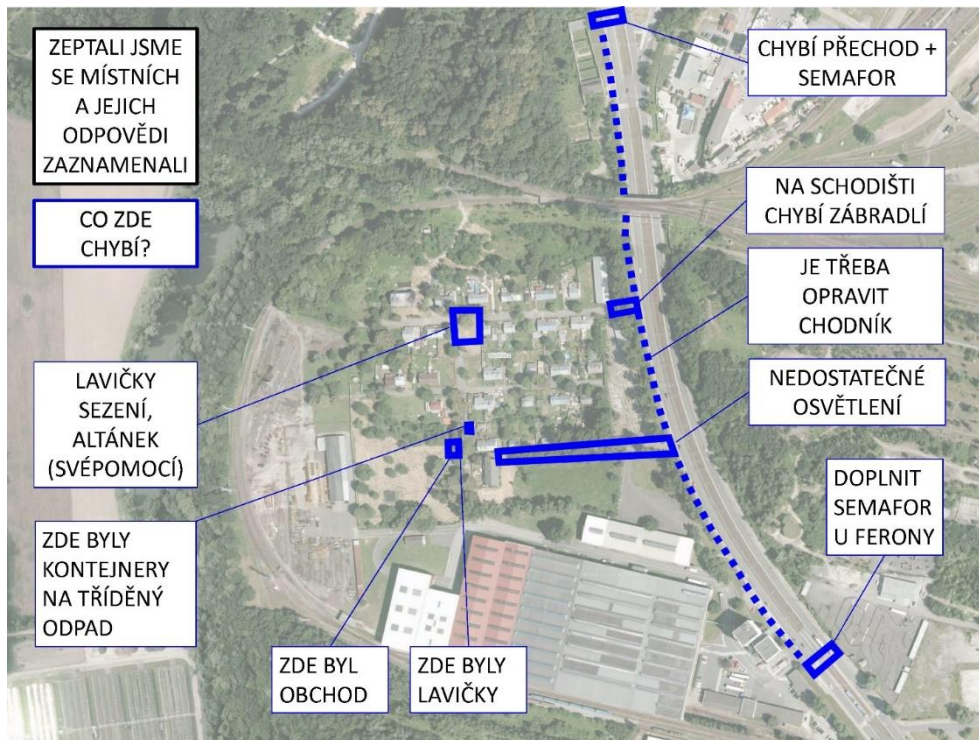 ZEPTALI JSME
SE MÍSTNÍCH
A JEJICH
ODPOVĚDI
ZAZNAMENALI
CO ZDE
CHYBÍ?
CHYBÍ PŘECHOD +
SEMAFOR
NA SCHODIŠTI
CHYBÍ ZÁBRADLÍ
JE TŘEBA
OPRAVIT
CHODNÍK
NEDOSTATEČNÉ
OSVĚTLENÍ
DOPLNIT
SEMAFOR
U FERONY
LAVIČKY
SEZENÍ,
ALTÁNEK
(SVÉPOMOCÍ)
ZDE BYLY
KONTEJNERY
NA TŘÍDĚNÝ
ODPAD
ZDE BYL
OBCHOD
ZDE BYLY
LAVIČKY